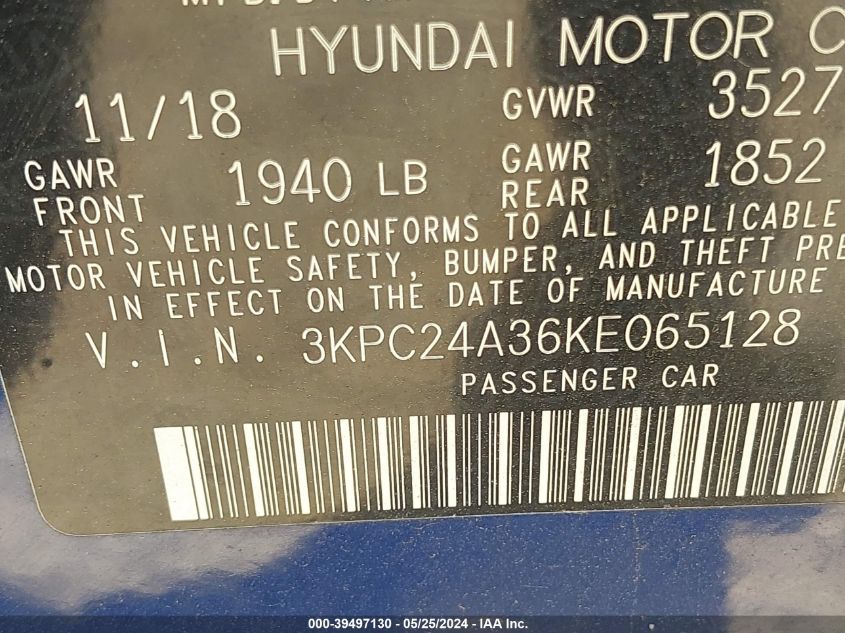 HYUNDAI MOTOR C
11/18 GVWR 3527
GAWR FRONT 1940 LB GAWR REAR 1852
THIS VEHICLE CONFORMS TO ALL APPLICABLE
MOTOR VEHICLE SAFETY, BUMPER, AND THEFT PRE
IN EFFECT ON THE DATE OF MANUFACTURE
V.I.N. 3KPC24A36KE065128
PASSENGER CAR
000-39497130 - 05/25/2024 - IAA Inc.